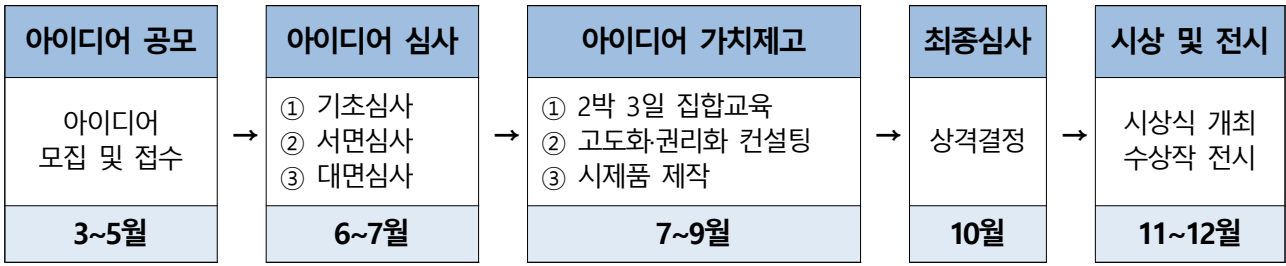 아이디어 공모
아이디어
모집 및 접수
3~5월
→
아이디어 심사
① 기초심사
② 서면심사
③ 대면심사
6~7월
→
아이디어 가치제고
① 2박 3일 집합교육
② 고도화·권리화 컨설팅
③ 시제품 제작
7~9월
→
최종심사
상격결정
10월
→
시상 및 전시
시상식 개최
수상작 전시
11~12월